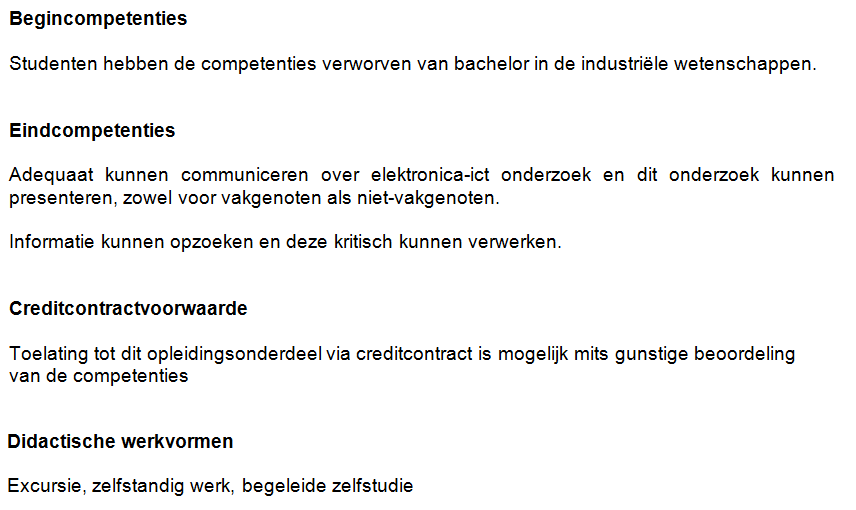 Begincompetenties
Studenten hebben de competenties verworven van bachelor in de industriële wetenschappen.
Eindcompetenties
Adequaat kunnen communiceren over elektronica-ict onderzoek en dit onderzoek kunnen
presenteren, zowel voor vakgenoten als niet-vakgenoten.
Informatie kunnen opzoeken en deze kritisch kunnen verwerken.
Creditcontractvoorwaarde
Toelating tot dit opleidingsonderdeel via creditcontract is mogelijk mits gunstige beoordeling
van de competenties
Didactische werkvormen
Excursie, zelfstandig werk, begeleide zelfstudie